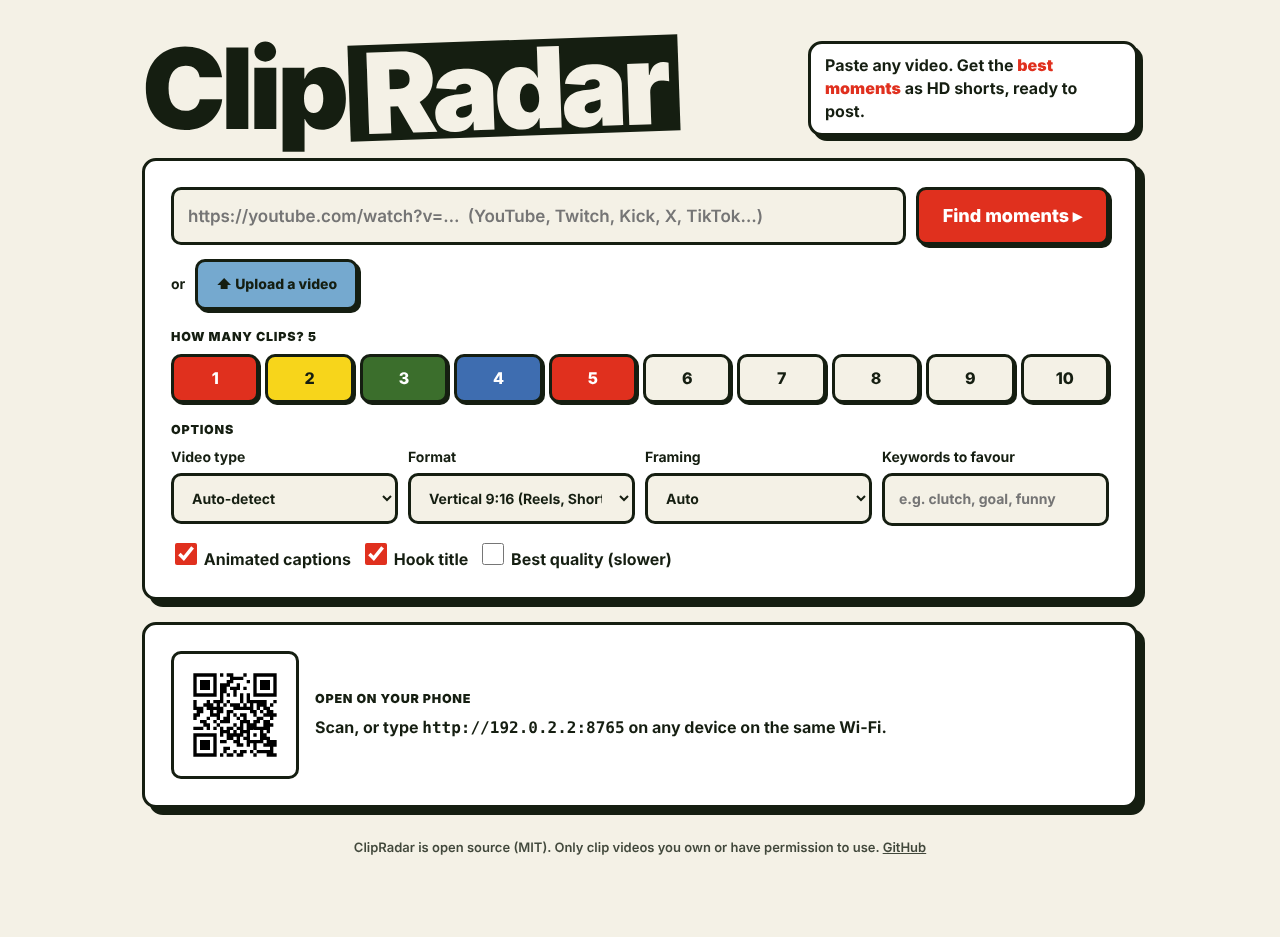 ClipRadar
Paste any video. Get the best
moments as HD shorts, ready to
post.
https://youtube.com/watch?v=… (YouTube, Twitch, Kick, X, TikTok…)
Find moments ▸
or
⬆ Upload a video
HOW MANY CLIPS? 5
1 2 3 4 5 6 7 8 9 10
OPTIONS
Video type Format Framing Keywords to favour
Auto-detect Vertical 9:16 (Reels, Shor Auto e.g. clutch, goal, funny
Animated captions Hook title Best quality (slower)
OPEN ON YOUR PHONE
Scan, or type http://192.0.2.2:8765 on any device on the same Wi-Fi.
ClipRadar is open source (MIT). Only clip videos you own or have permission to use. GitHub